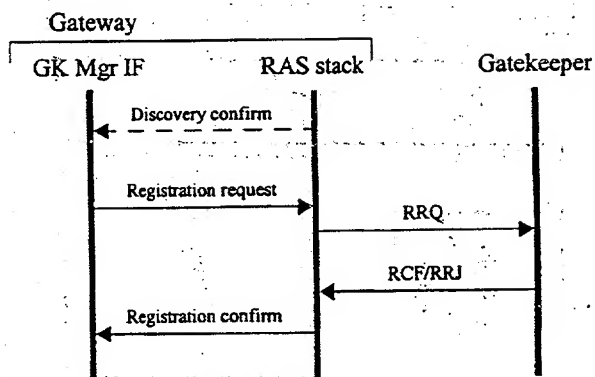 Gateway
GK Mgr IF RAS stack Gatekeeper
Discovery confirm
Registration request
RRQ
RCF/RRJ
Registration confirm